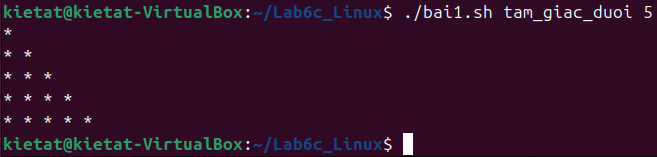 kietat@kietat-VirtualBox:~/Lab6c_Linux$ ./bai1.sh tam_giac_duoi 5
*
* *
* * *
* * * *
* * * * *
kietat@kietat-VirtualBox:~/Lab6c_Linux$